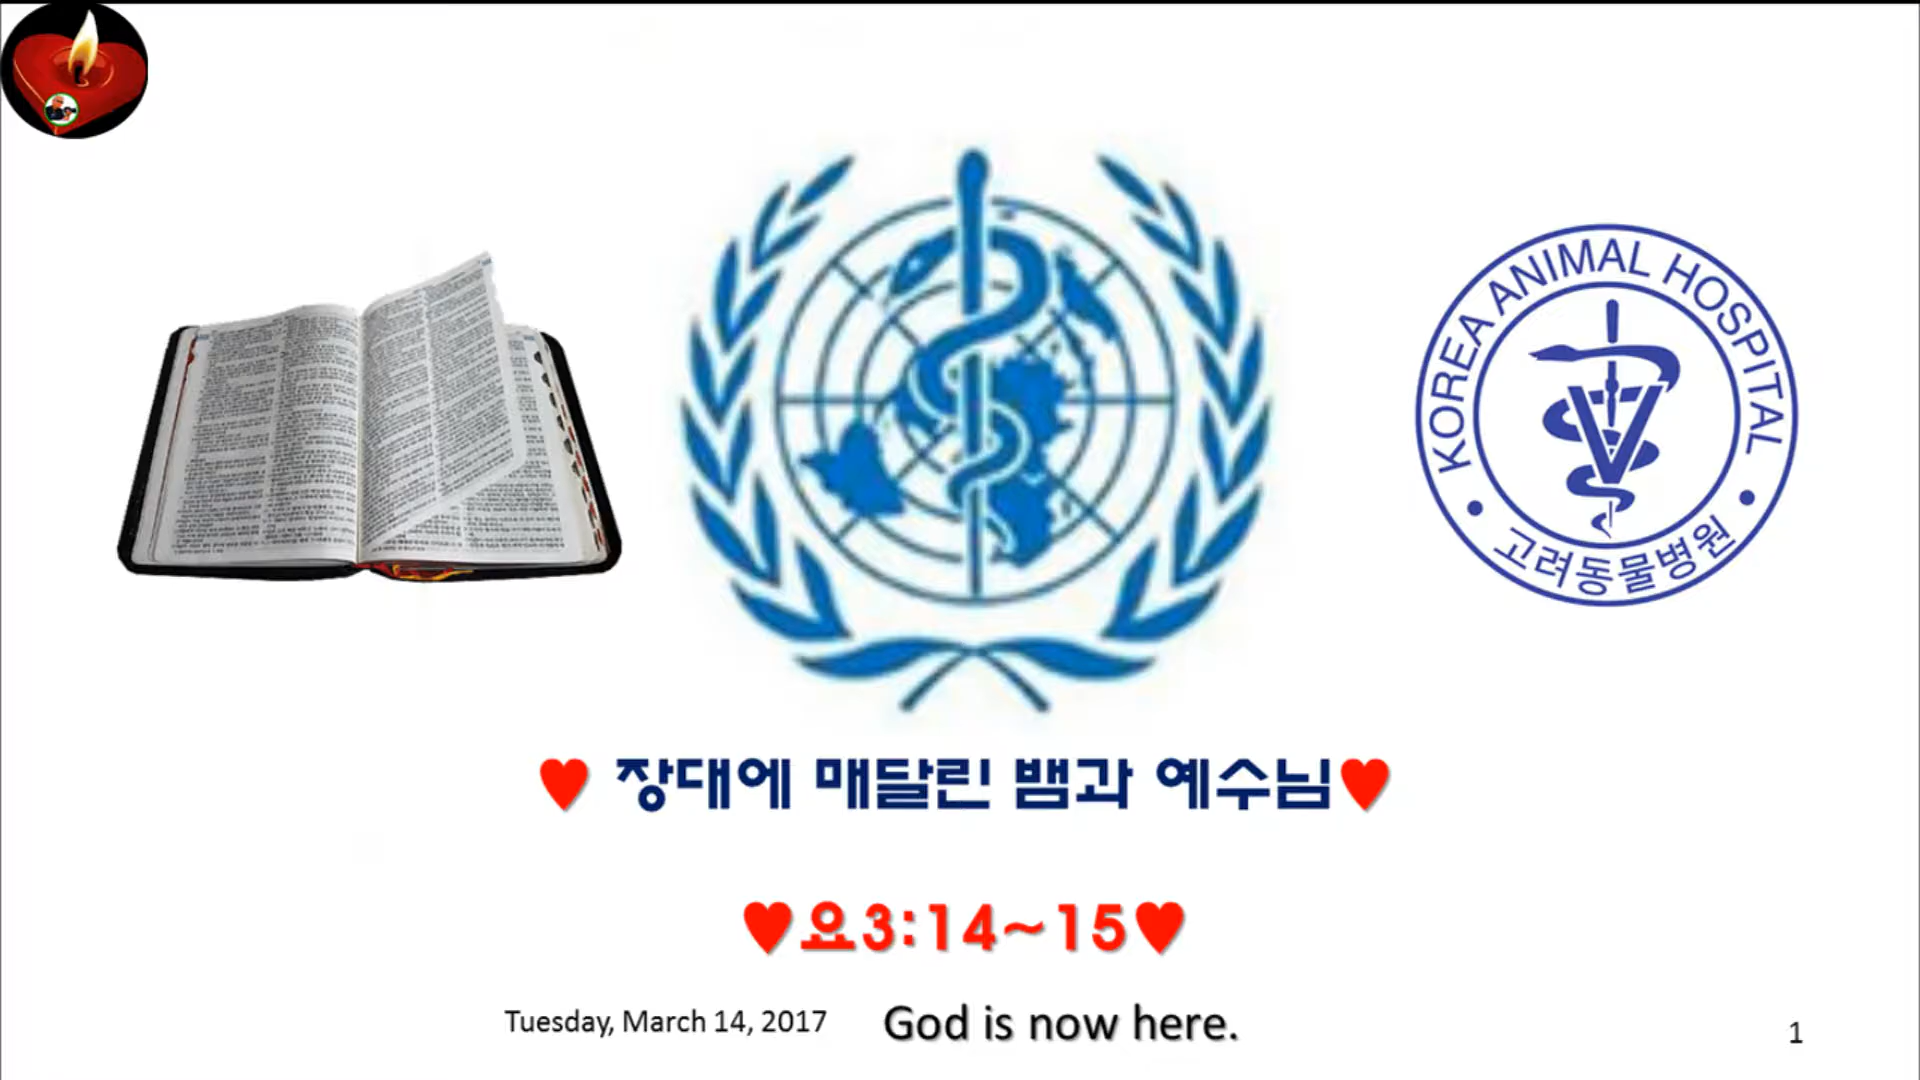 KOREA ANIMAL HOSPITAL
고려동물병원
♥ 장대에 매달린 뱀과 예수님♥
♥요3:14~15♥
Tuesday, March 14, 2017
God is now here.
1